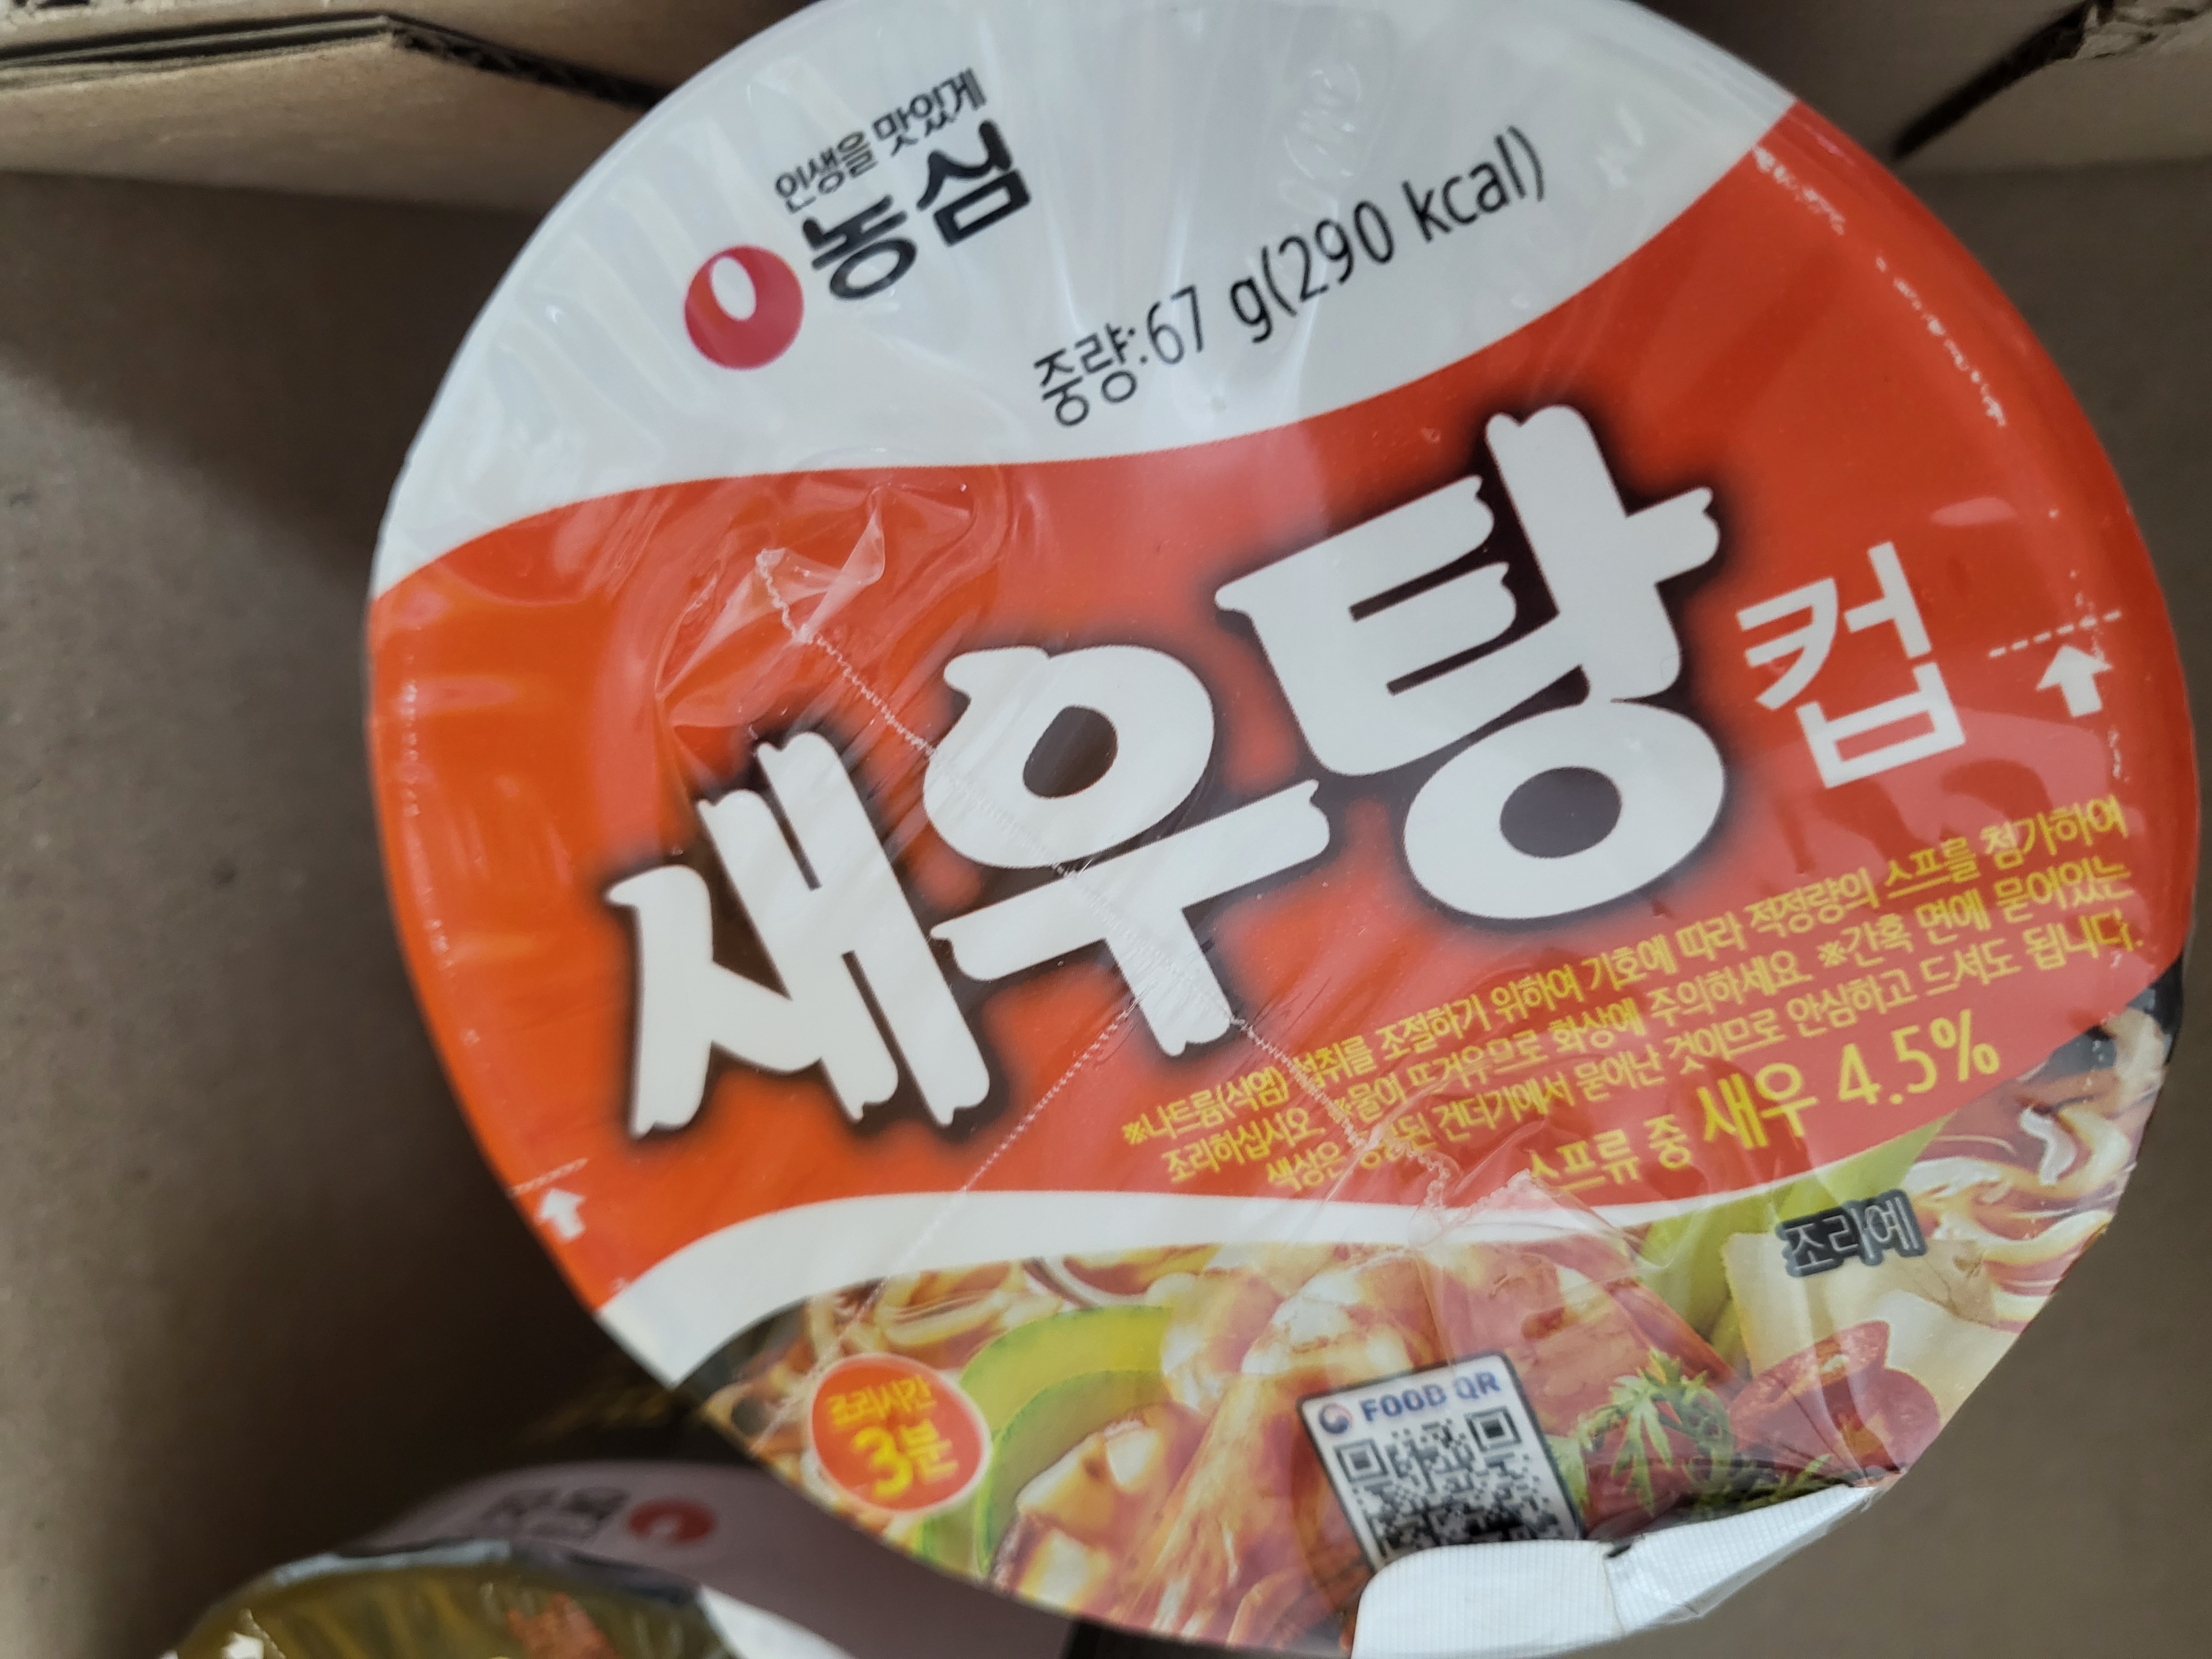 인생을 맛있게
농심
중량:67 g(290 kcal)
새우탕
컵
※나트륨(식염) 섭취를 조절하기 위하여 기호에 따라 적정량의 스프를 첨가하여
조리하십시오 ※물이 뜨거우므로 화상에 주의하세요 ※간혹 면에 묻어있는
색상은 건더기에서 묻어난 것이므로 안심하고 드셔도 됩니다.
스프류 중 새우 4.5%
조리예
조리시간
3분
FOOD QR